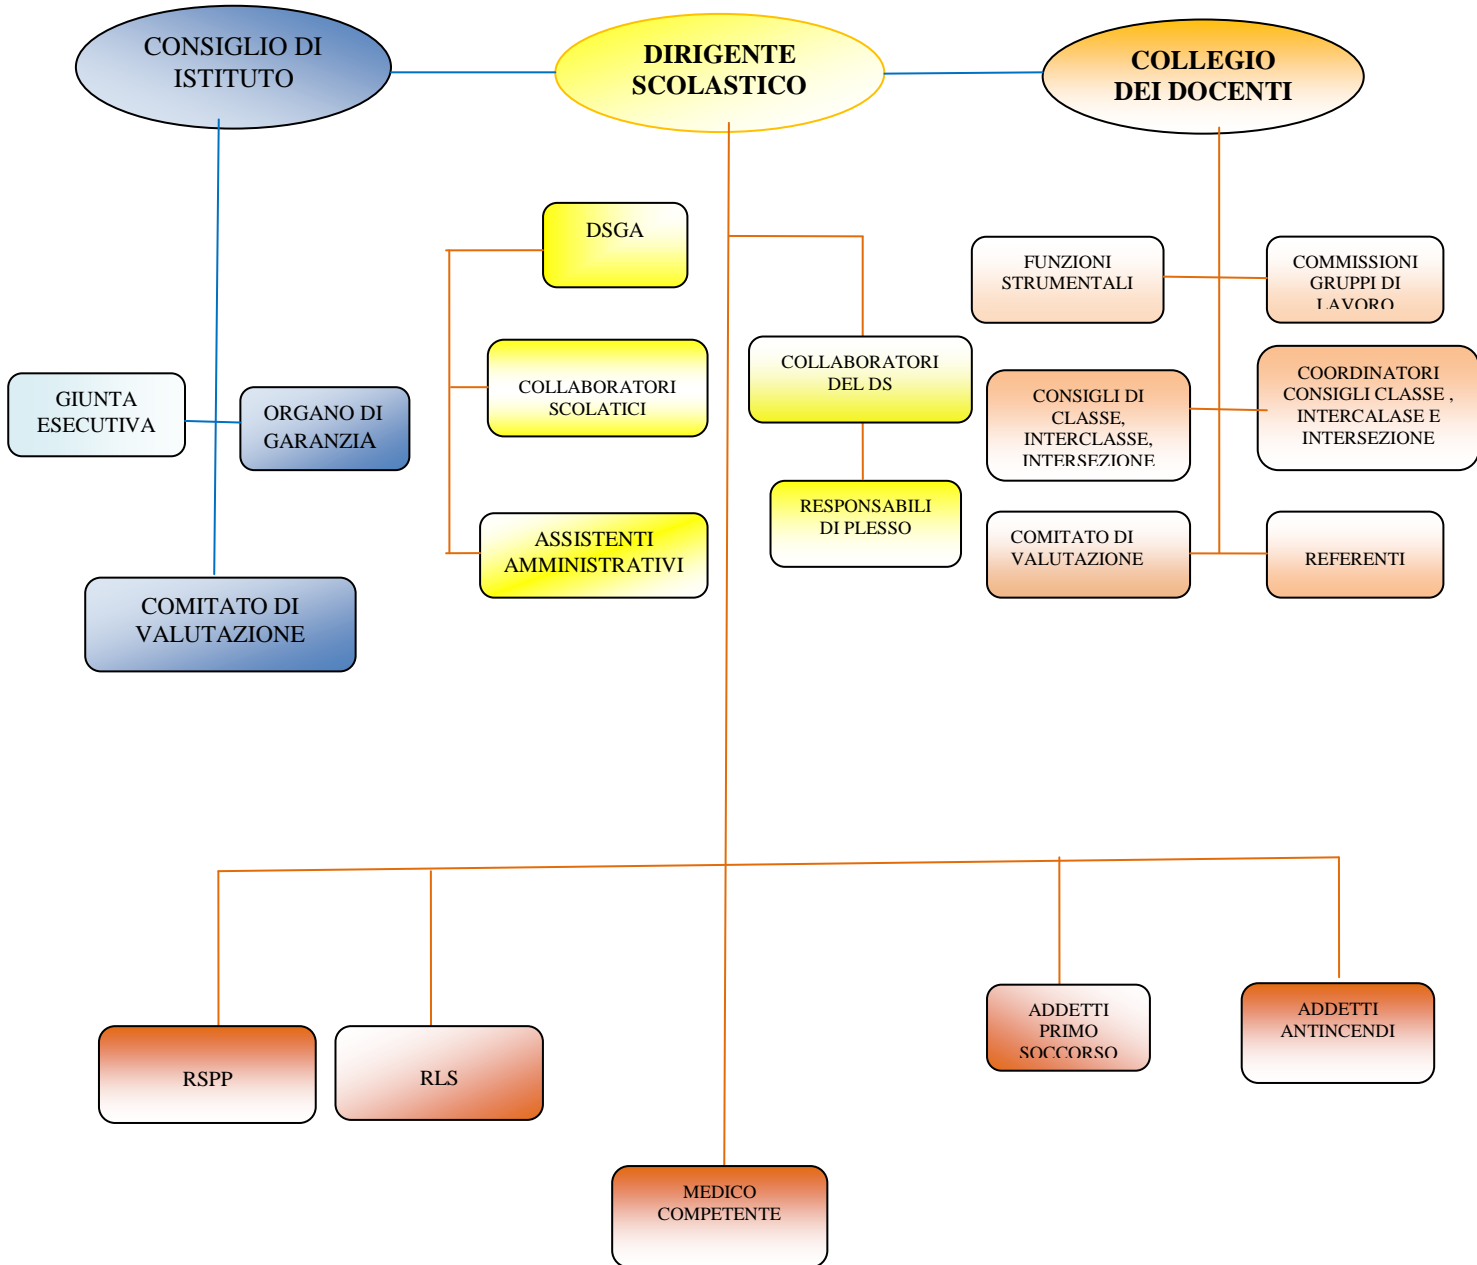 CONSIGLIO DI
ISTITUTO
DIRIGENTE
SCOLASTICO
COLLEGIO
DEI DOCENTI
DSGA
FUNZIONI
STRUMENTALI
COMMISSIONI
GRUPPI DI
LAVORO
COLLABORATORI
SCOLATICI
COLLABORATORI
DEL DS
GIUNTA
ESECUTIVA
ORGANO DI
GARANZIA
CONSIGLI DI
CLASSE,
INTERCLASSE,
INTERSEZIONE
COORDINATORI
CONSIGLI CLASSE ,
INTERCALASE E
INTERSEZIONE
RESPONSABILI
DI PLESSO
ASSISTENTI
AMMINISTRATIVI
COMITATO DI
VALUTAZIONE
REFERENTI
COMITATO DI
VALUTAZIONE
RSPP
RLS
ADDETTI
PRIMO
SOCCORSO
ADDETTI
ANTINCENDI
MEDICO
COMPETENTE